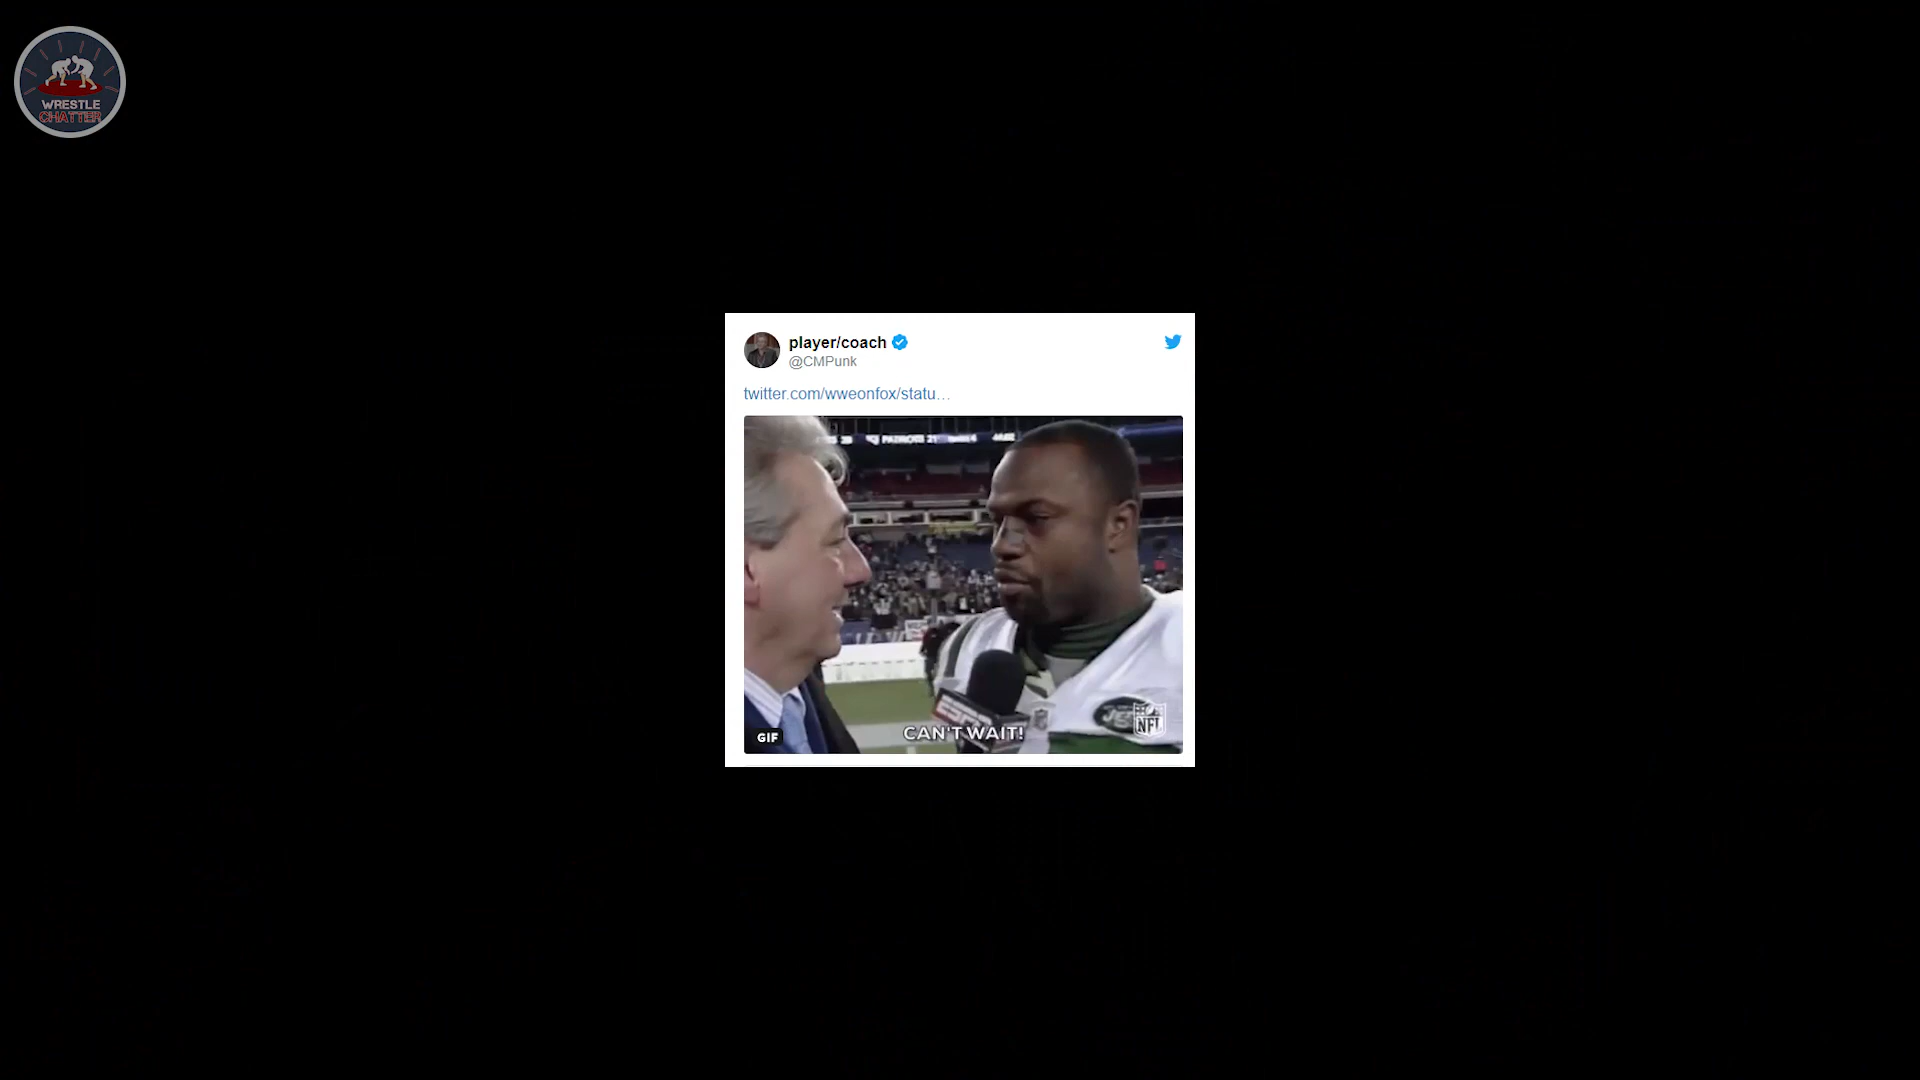 WRESTLE
CHATTER
player/coach
@CMPunk
twitter.com/wweonfox/statu…
PATRIOTS 21
CAN'T WAIT!
GIF
NFL